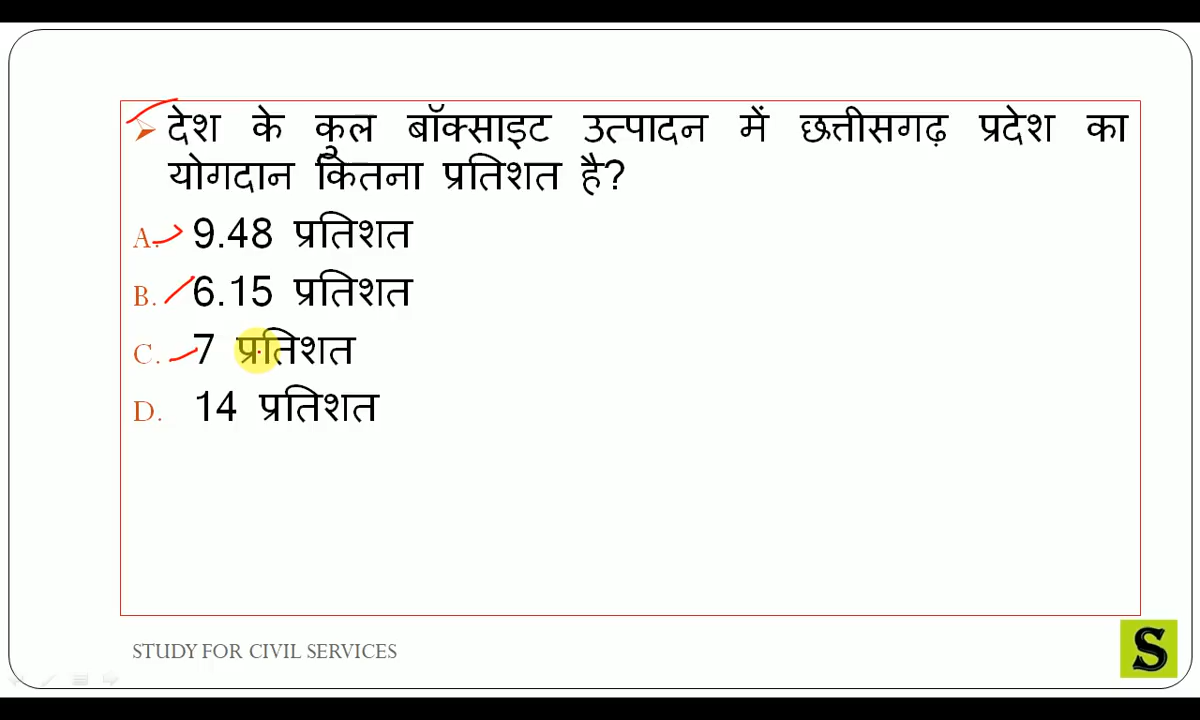 देश के कुल बॉक्साइट उत्पादन में छत्तीसगढ़ प्रदेश का
योगदान कितना प्रतिशत है?
A. 9.48 प्रतिशत
B. 6.15 प्रतिशत
C. 7 प्रतिशत
D. 14 प्रतिशत
STUDY FOR CIVIL SERVICES
S